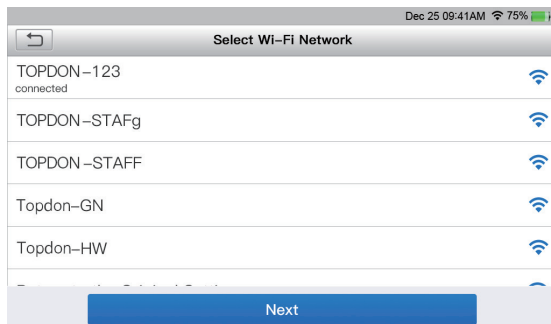 Dec 25 09:41AM 75%
Select Wi-Fi Network
TOPDON-123
connected
TOPDON-STAFg
TOPDON-STAFF
Topdon-GN
Topdon-HW
Next